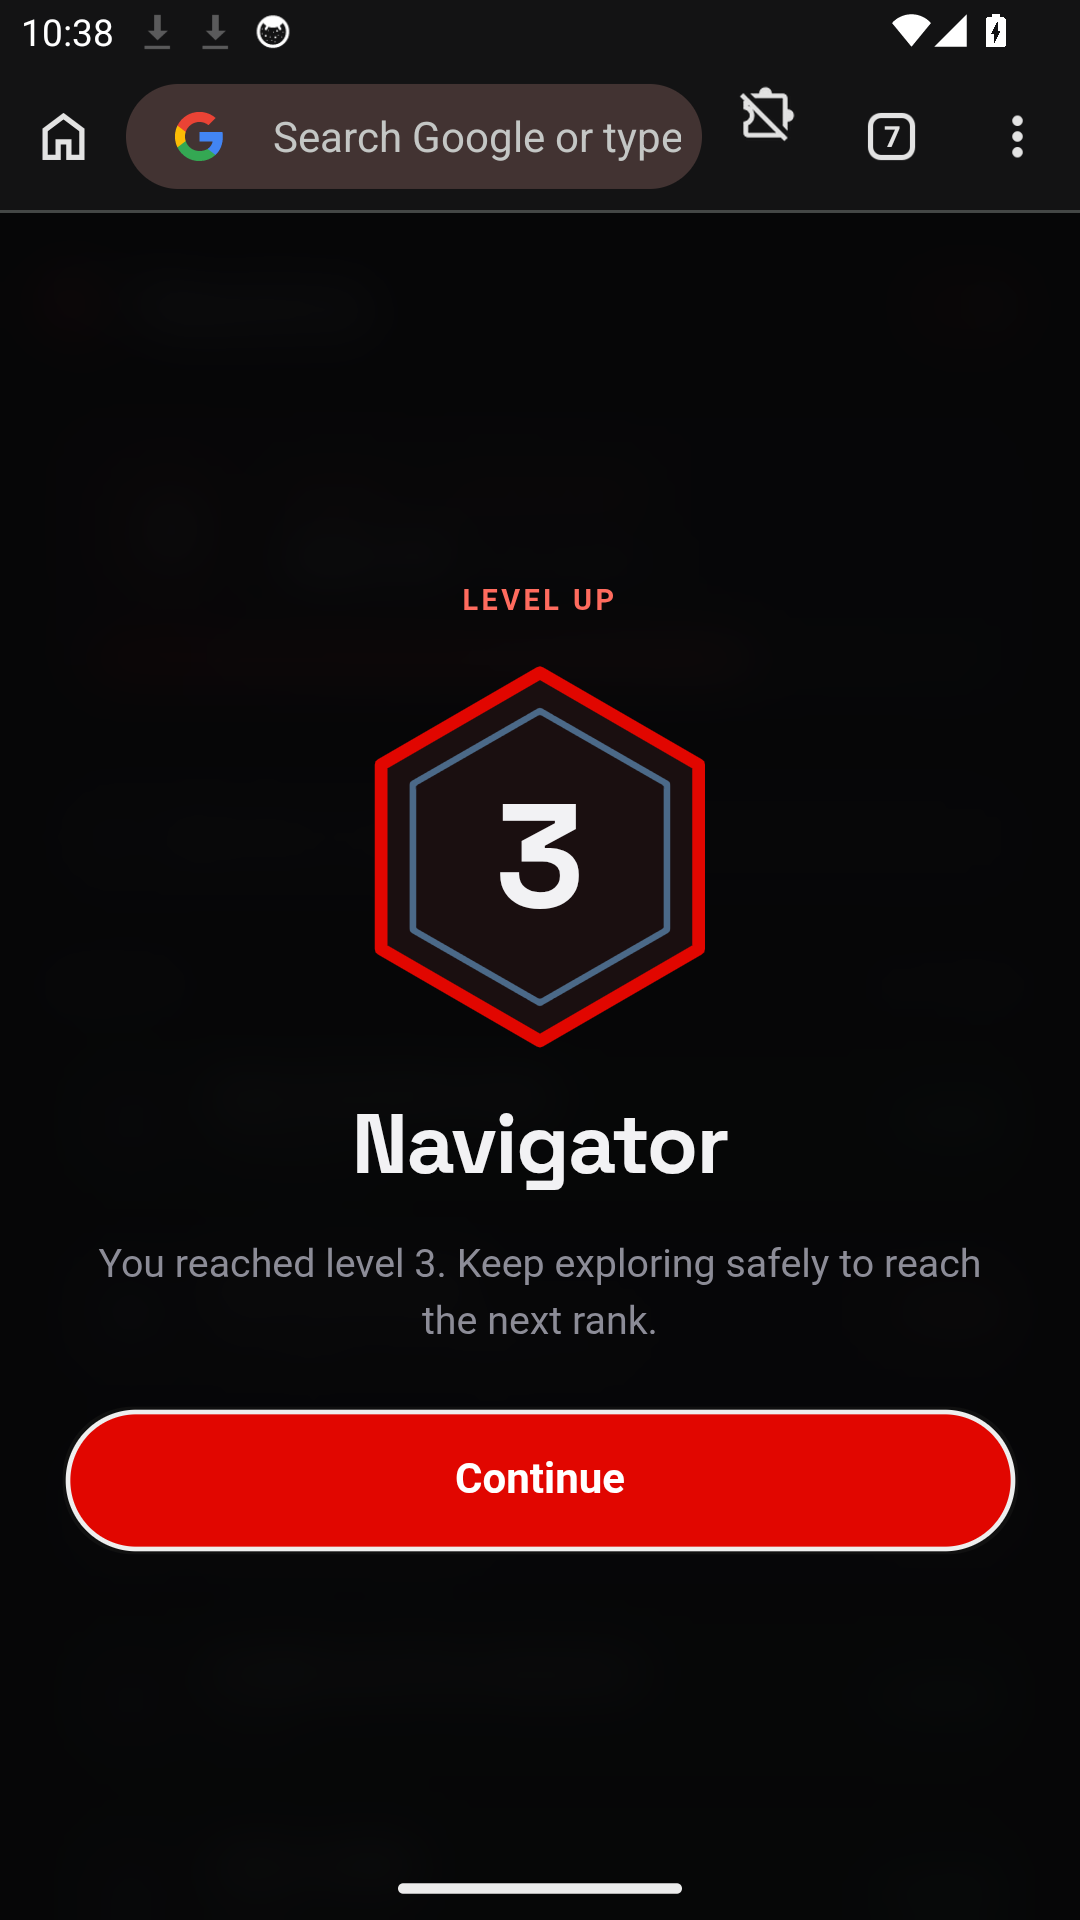 10:38
Search Google or type
7
LEVEL UP
3
Navigator
You reached level 3. Keep exploring safely to reach
the next rank.
Continue